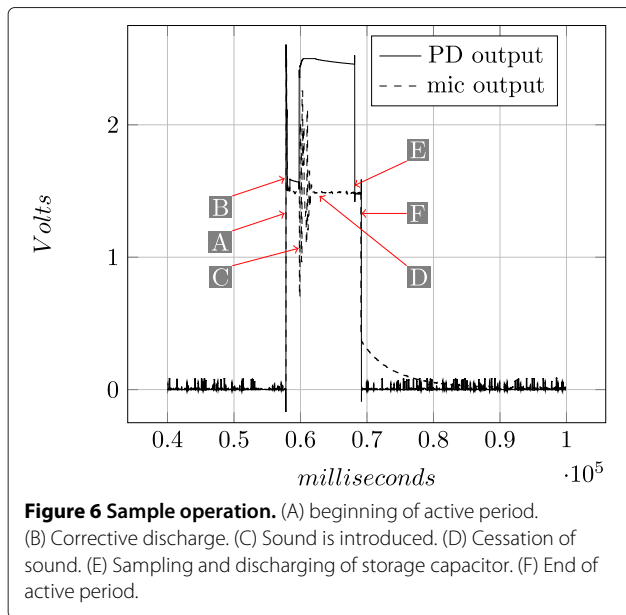 PD output
mic output
2
1
0
Volts
B
A
C
E
F
D
0.4 0.5 0.6 0.7 0.8 0.9 1
milliseconds
·10⁵
Figure 6 Sample operation. (A) beginning of active period.
(B) Corrective discharge. (C) Sound is introduced. (D) Cessation of
sound. (E) Sampling and discharging of storage capacitor. (F) End of
active period.